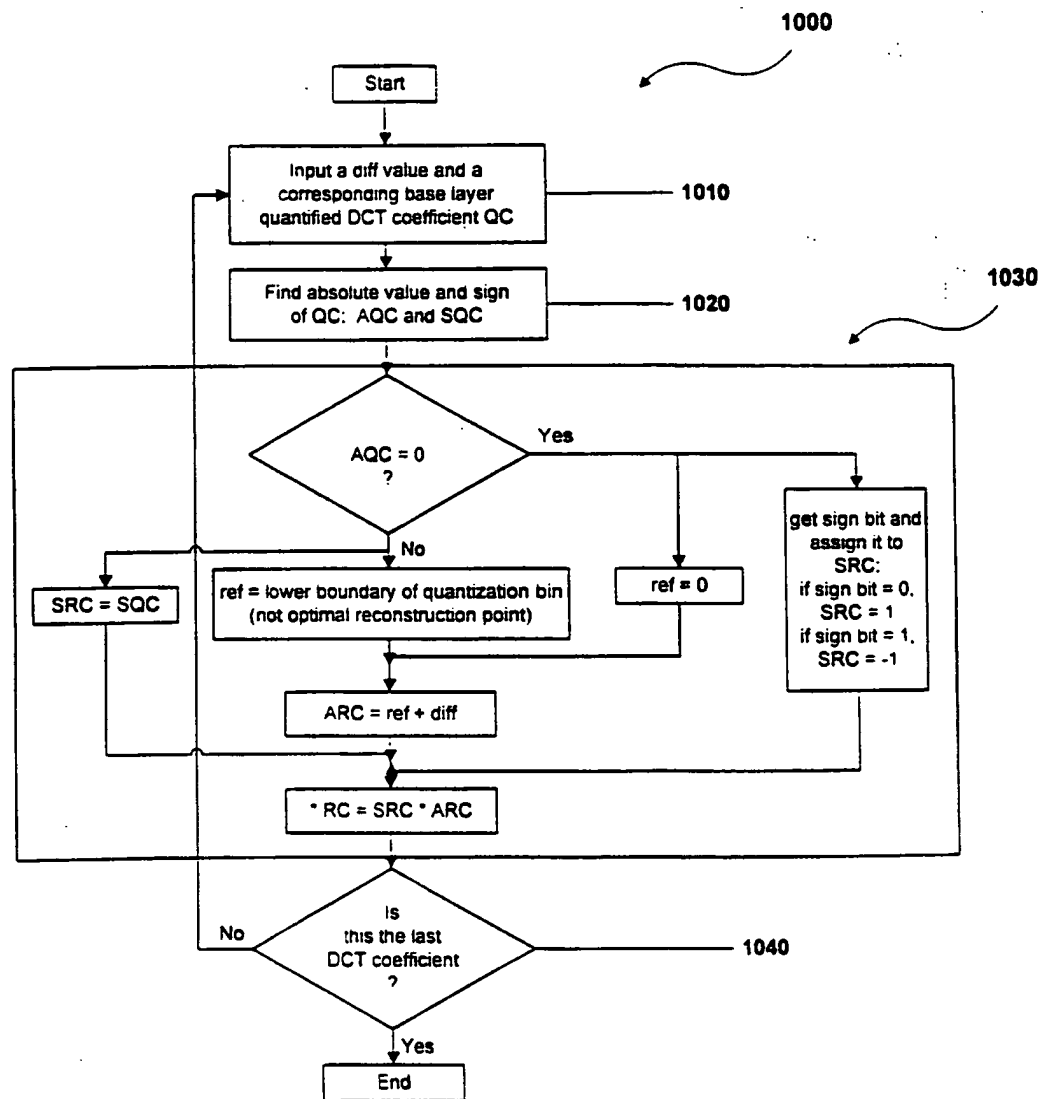 1000
Start
Input a diff value and a
corresponding base layer
quantified DCT coefficient QC
1010
Find absolute value and sign
of QC: AQC and SQC
1020
1030
AQC = 0
?
Yes
No
SRC = SQC
ref = lower boundary of quantization bin
(not optimal reconstruction point)
ref = 0
get sign bit and
assign it to
SRC:
if sign bit = 0,
SRC = 1
if sign bit = 1,
SRC = -1
ARC = ref + diff
* RC = SRC * ARC
Is
this the last
DCT coefficient
?
No
1040
Yes
End